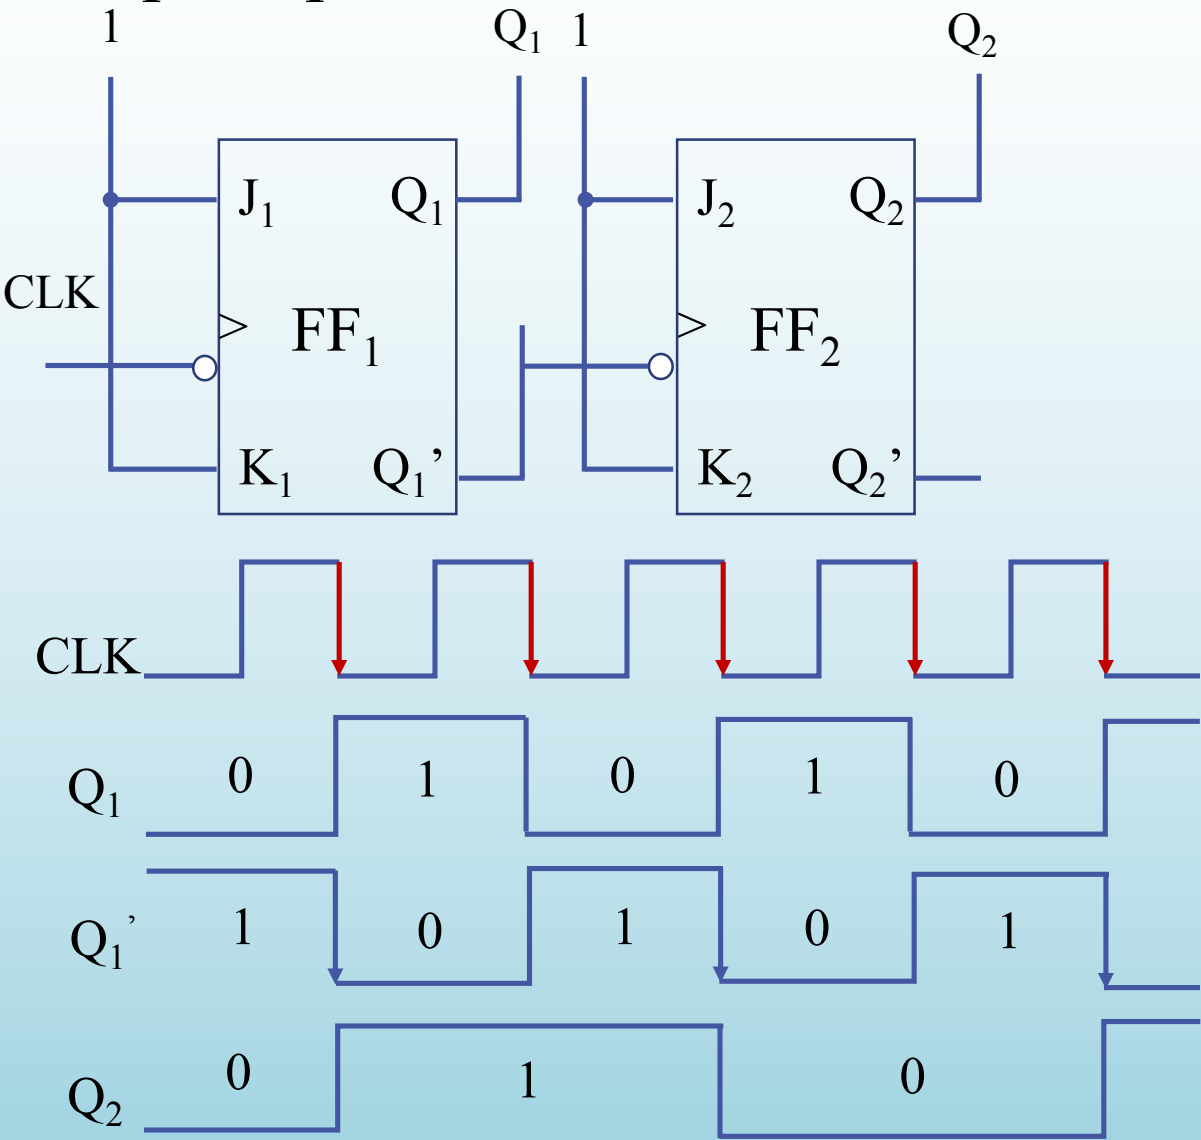 1 Q₁ 1 Q₂
J₁ Q₁ J₂ Q₂
CLK
> FF₁ > FF₂
K₁ Q₁’ K₂ Q₂’
CLK
Q₁ 0 1 0 1 0
Q₁’ 1 0 1 0 1
Q₂ 0 1 0